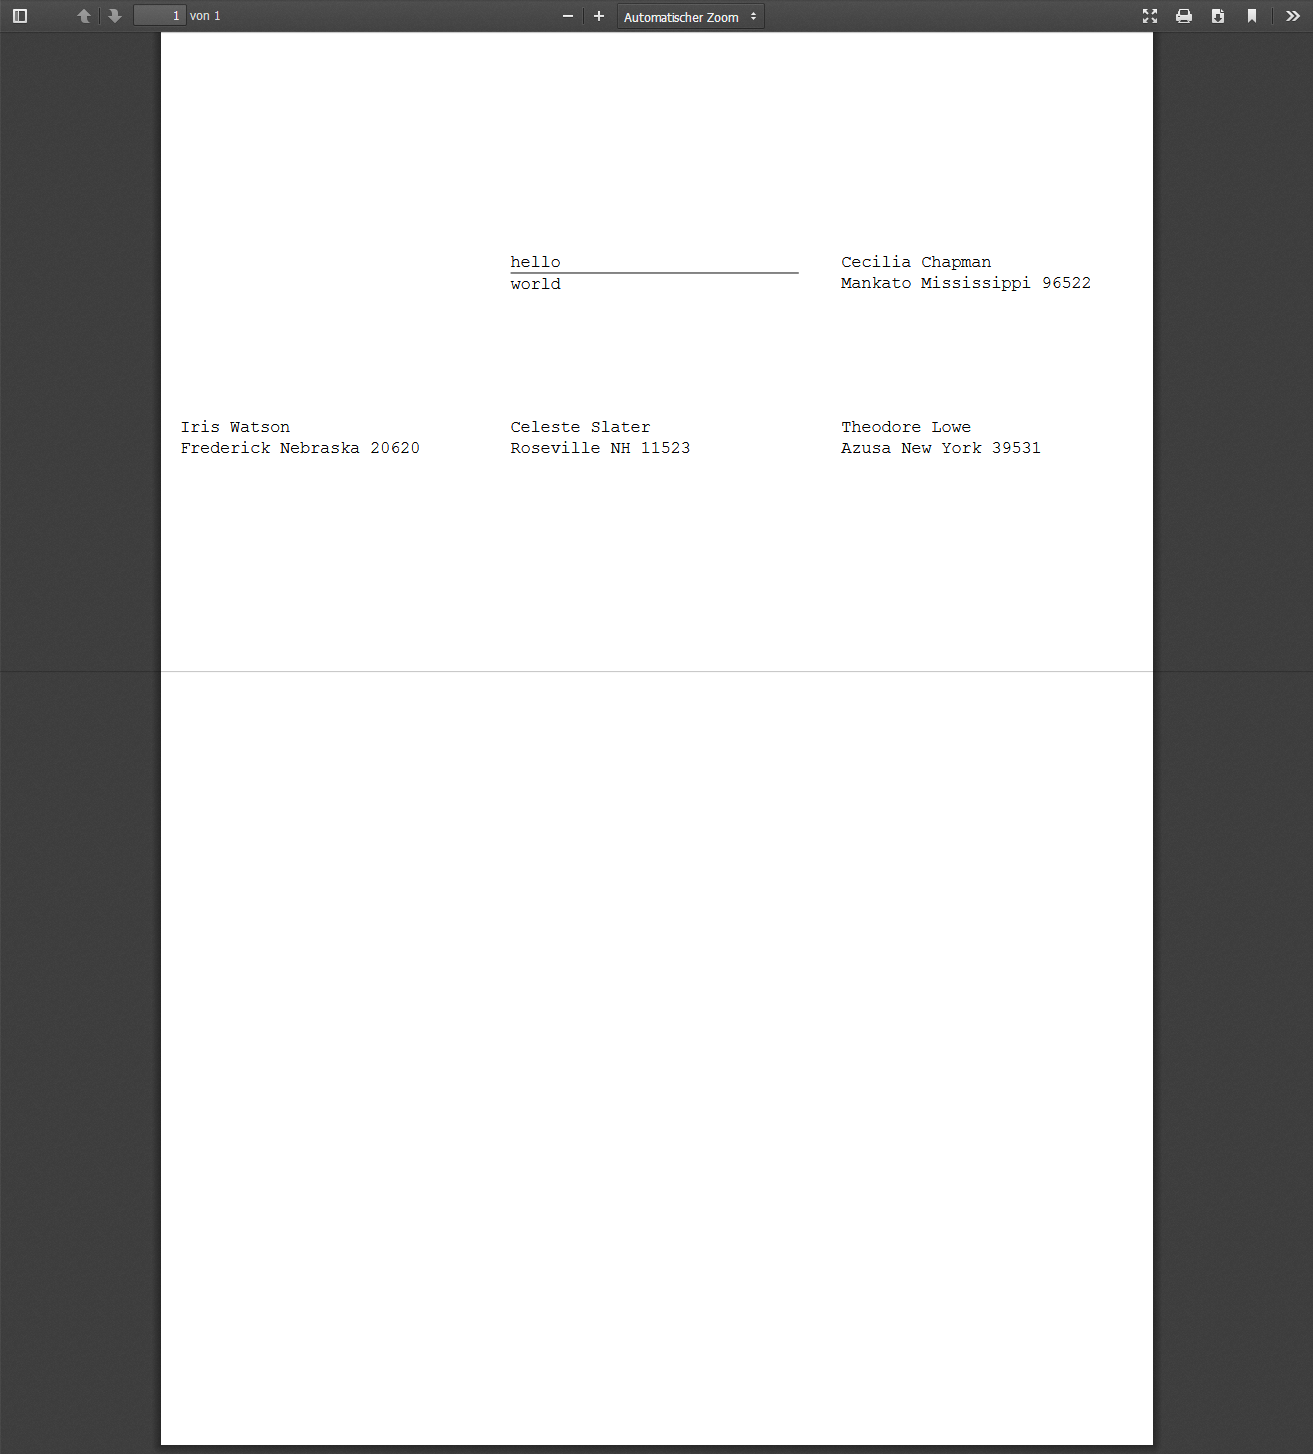 1 von 1
Automatischer Zoom
hello
world
Cecilia Chapman
Mankato Mississippi 96522
Iris Watson
Frederick Nebraska 20620
Celeste Slater
Roseville NH 11523
Theodore Lowe
Azusa New York 39531